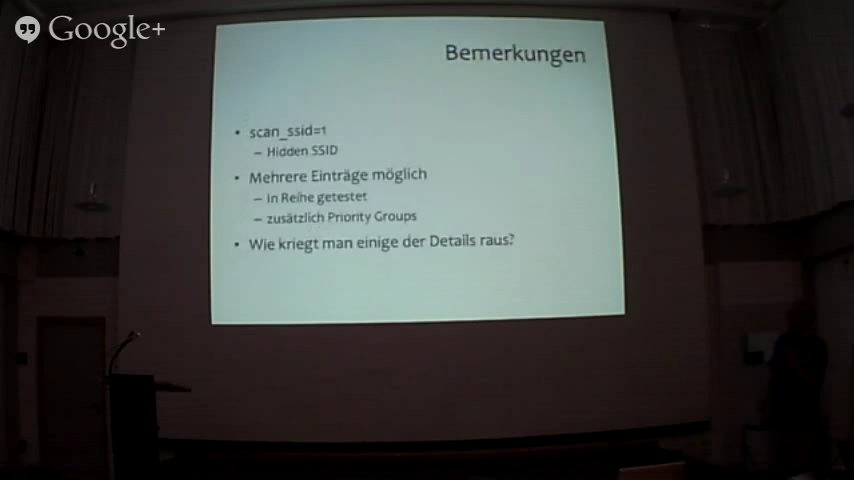 Google+
Bemerkungen
• scan_ssid=1
– Hidden SSID
• Mehrere Einträge möglich
– In Reihe getestet
– zusätzlich Priority Groups
• Wie kriegt man einige der Details raus?